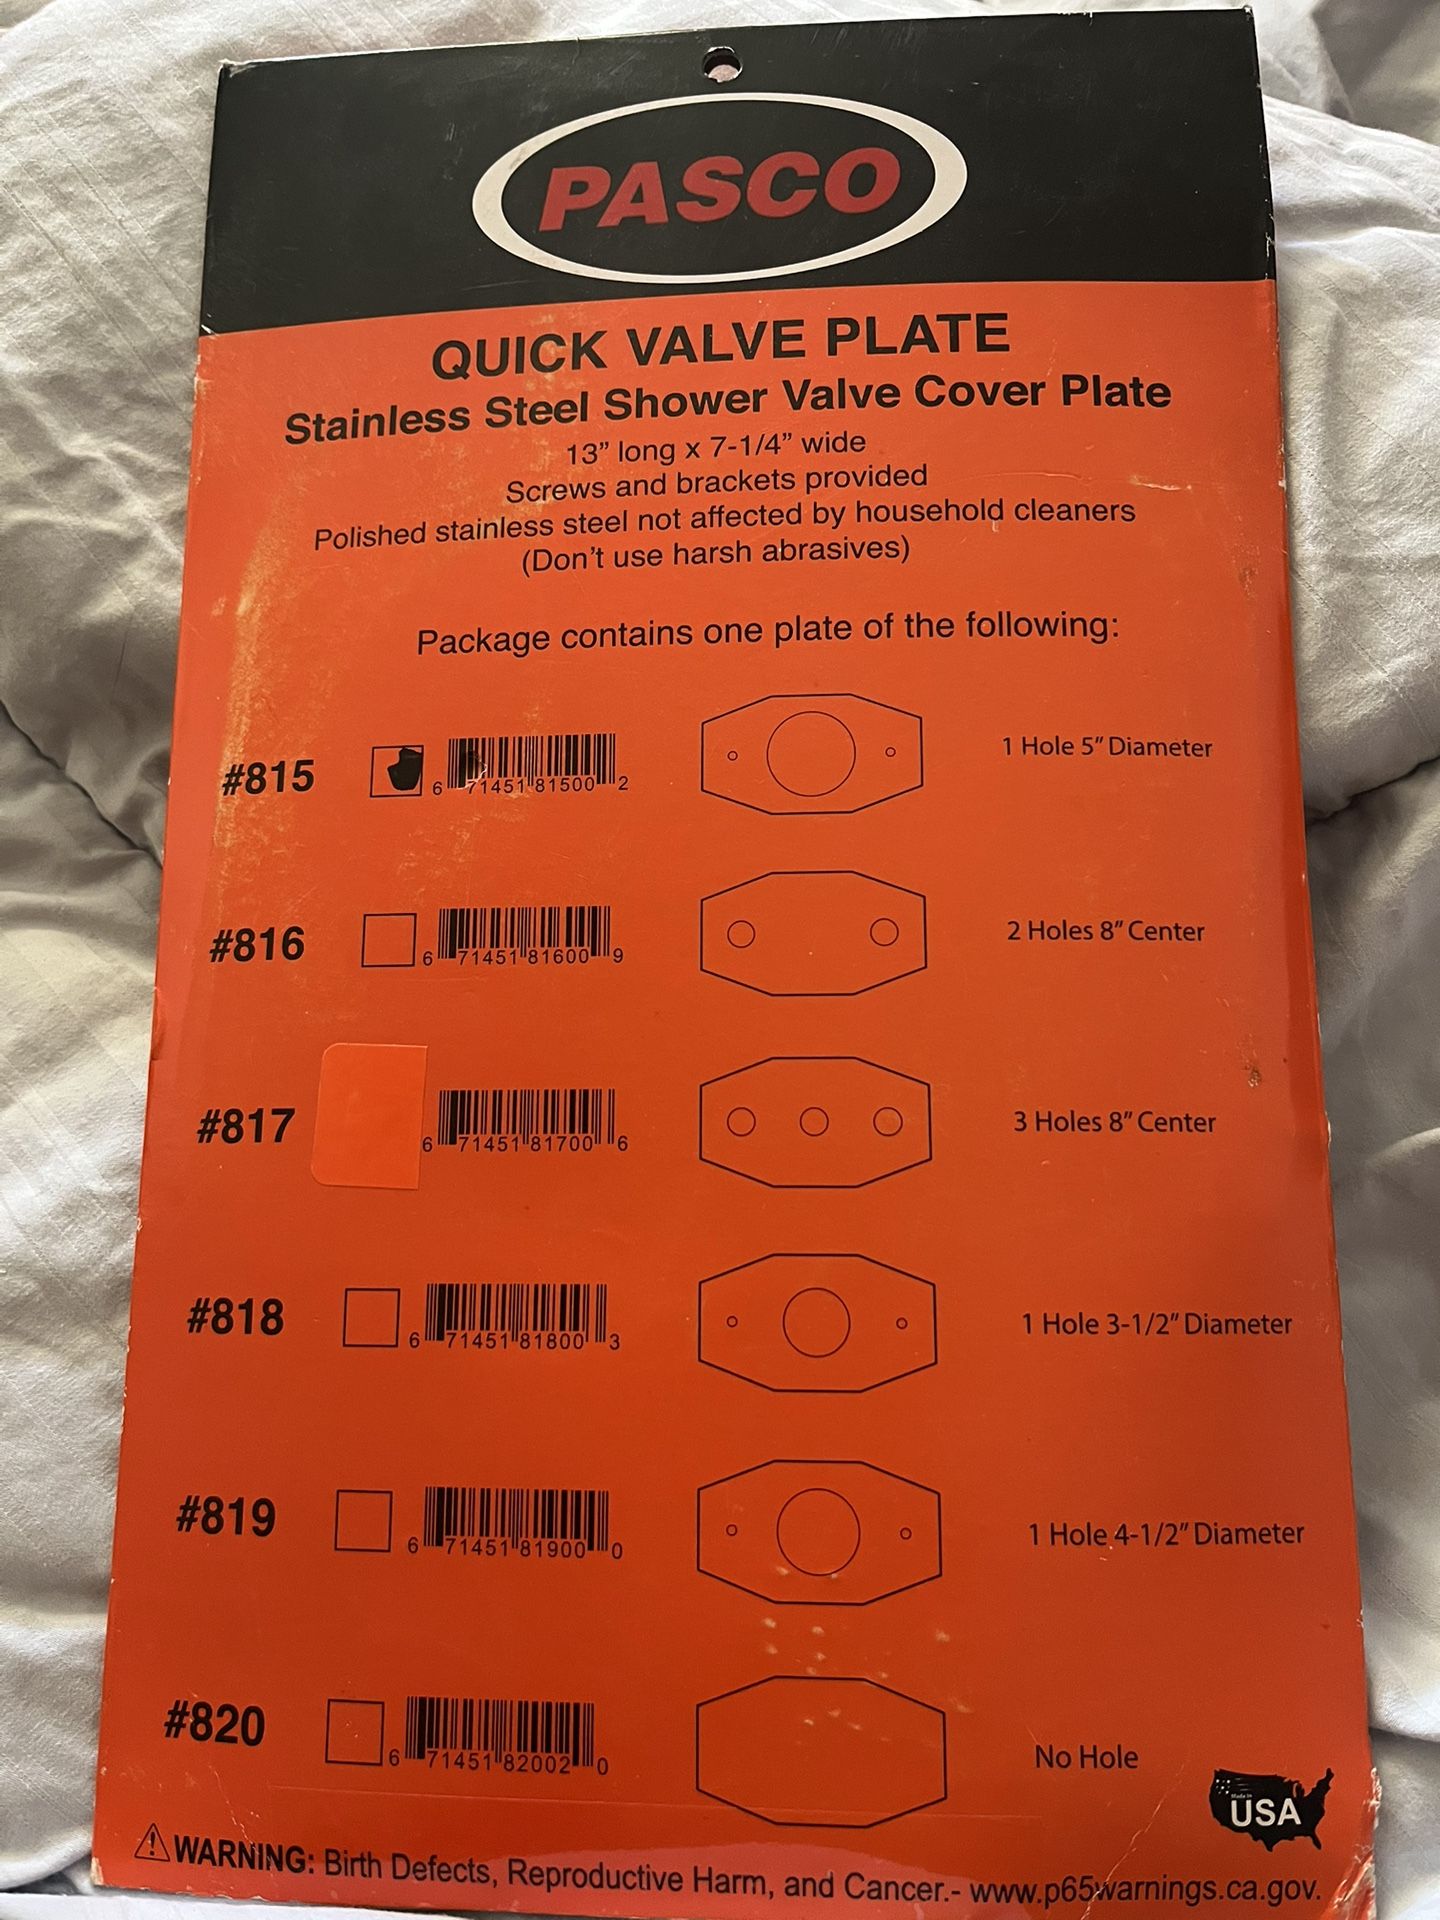 PASCO
QUICK VALVE PLATE
Stainless Steel Shower Valve Cover Plate
13” long x 7-1/4” wide
Screws and brackets provided
Polished stainless steel not affected by household cleaners
(Don’t use harsh abrasives)
Package contains one plate of the following:
#815 6 71451 81500 2 1 Hole 5” Diameter
#816 6 71451 81600 9 2 Holes 8” Center
#817 6 71451 81700 6 3 Holes 8” Center
#818 6 71451 81800 3 1 Hole 3-1/2” Diameter
#819 6 71451 81900 0 1 Hole 4-1/2” Diameter
#820 6 71451 82002 0 No Hole
Made in
USA
WARNING: Birth Defects, Reproductive Harm, and Cancer.- www.p65warnings.ca.gov.